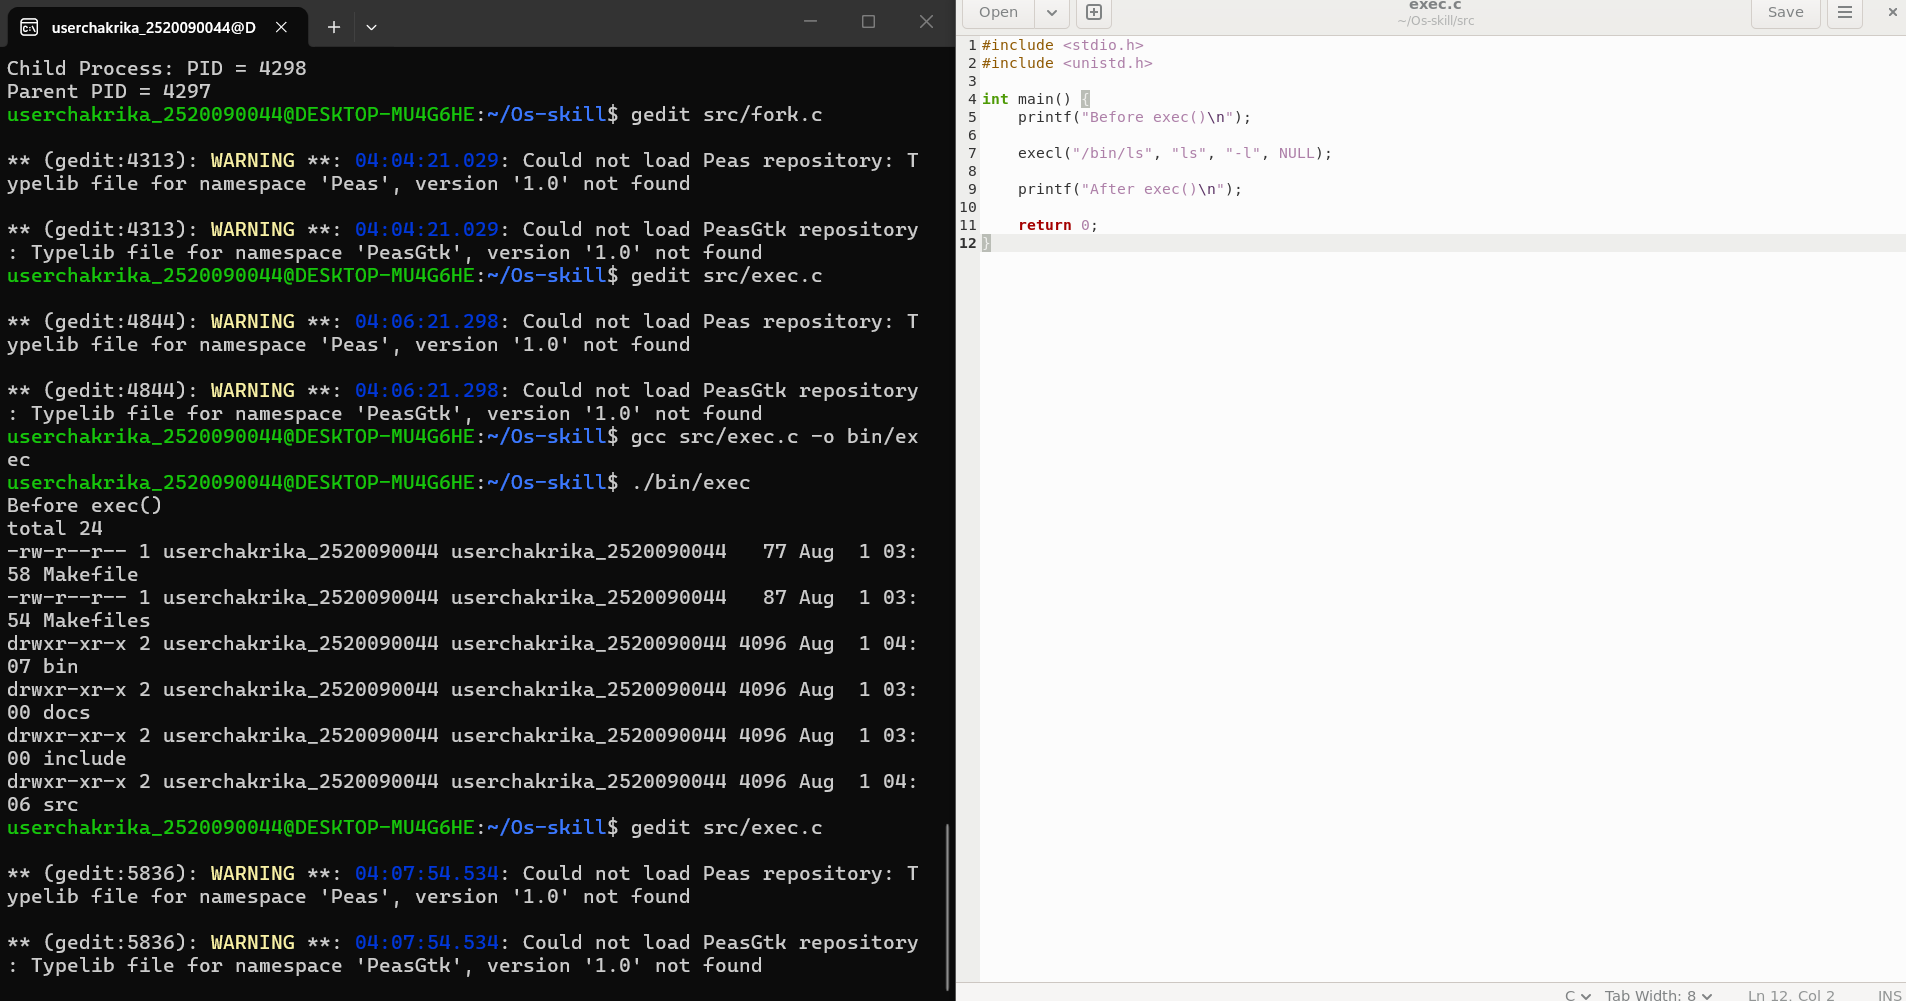 userchakrika_2520090044@D
Child Process: PID = 4298
Parent PID = 4297
userchakrika_2520090044@DESKTOP-MU4G6HE:~/Os-skill$ gedit src/fork.c
** (gedit:4313): WARNING **: 04:04:21.029: Could not load Peas repository: T
ypelib file for namespace 'Peas', version '1.0' not found
** (gedit:4313): WARNING **: 04:04:21.029: Could not load PeasGtk repository
: Typelib file for namespace 'PeasGtk', version '1.0' not found
userchakrika_2520090044@DESKTOP-MU4G6HE:~/Os-skill$ gedit src/exec.c
** (gedit:4844): WARNING **: 04:06:21.298: Could not load Peas repository: T
ypelib file for namespace 'Peas', version '1.0' not found
** (gedit:4844): WARNING **: 04:06:21.298: Could not load PeasGtk repository
: Typelib file for namespace 'PeasGtk', version '1.0' not found
userchakrika_2520090044@DESKTOP-MU4G6HE:~/Os-skill$ gcc src/exec.c -o bin/ex
ec
userchakrika_2520090044@DESKTOP-MU4G6HE:~/Os-skill$ ./bin/exec
Before exec()
total 24
-rw-r--r-- 1 userchakrika_2520090044 userchakrika_2520090044   77 Aug  1 03:
58 Makefile
-rw-r--r-- 1 userchakrika_2520090044 userchakrika_2520090044   87 Aug  1 03:
54 Makefiles
drwxr-xr-x 2 userchakrika_2520090044 userchakrika_2520090044 4096 Aug  1 04:
07 bin
drwxr-xr-x 2 userchakrika_2520090044 userchakrika_2520090044 4096 Aug  1 03:
00 docs
drwxr-xr-x 2 userchakrika_2520090044 userchakrika_2520090044 4096 Aug  1 03:
00 include
drwxr-xr-x 2 userchakrika_2520090044 userchakrika_2520090044 4096 Aug  1 04:
06 src
userchakrika_2520090044@DESKTOP-MU4G6HE:~/Os-skill$ gedit src/exec.c
** (gedit:5836): WARNING **: 04:07:54.534: Could not load Peas repository: T
ypelib file for namespace 'Peas', version '1.0' not found
** (gedit:5836): WARNING **: 04:07:54.534: Could not load PeasGtk repository
: Typelib file for namespace 'PeasGtk', version '1.0' not found
Open
exec.c
~/Os-skill/src
Save
1 #include <stdio.h>
2 #include <unistd.h>
3
4 int main() {
5     printf("Before exec()\n");
6
7     execl("/bin/ls", "ls", "-l", NULL);
8
9     printf("After exec()\n");
10
11     return 0;
12 }
C Tab Width: 8 Ln 12, Col 2 INS